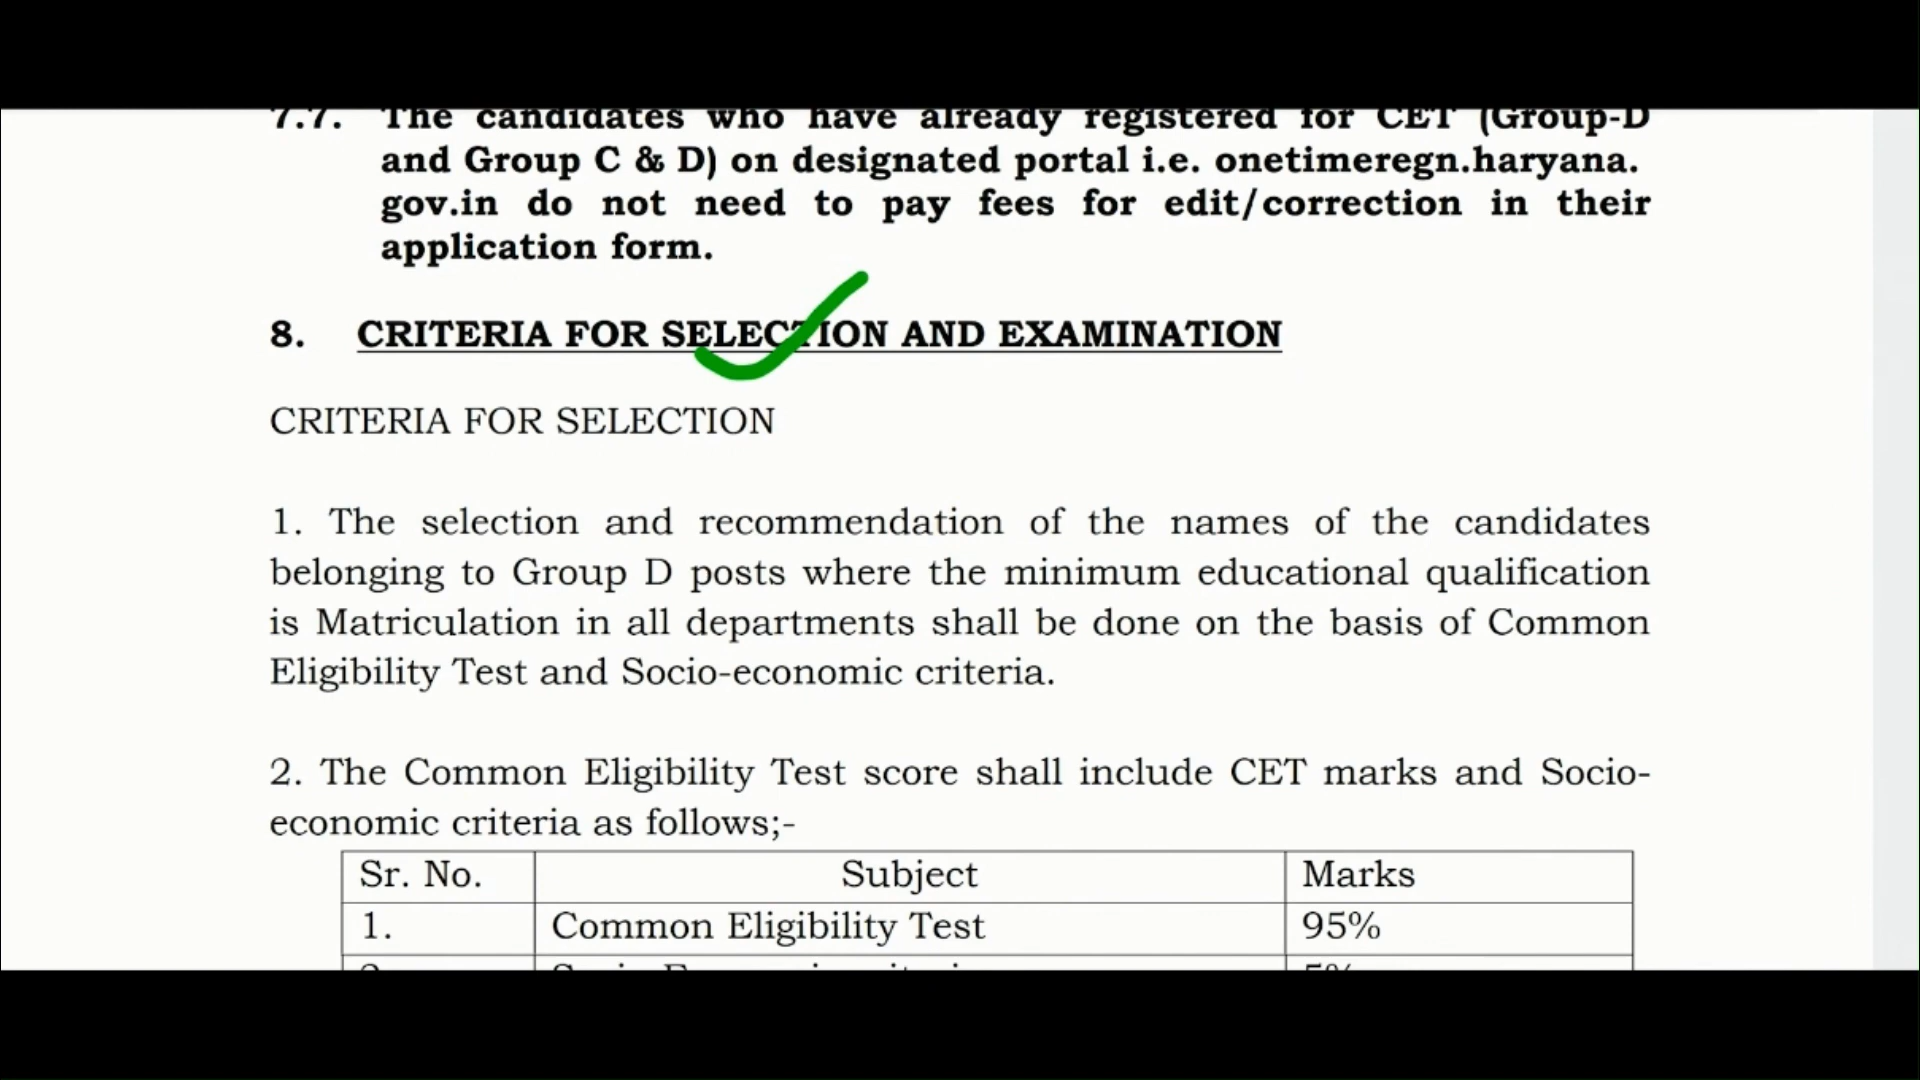 7.7. The candidates who have already registered for CET (Group-D
and Group C & D) on designated portal i.e. onetimeregn.haryana.
gov.in do not need to pay fees for edit/correction in their
application form.
8. CRITERIA FOR SELECTION AND EXAMINATION
CRITERIA FOR SELECTION
1. The selection and recommendation of the names of the candidates
belonging to Group D posts where the minimum educational qualification
is Matriculation in all departments shall be done on the basis of Common
Eligibility Test and Socio-economic criteria.
2. The Common Eligibility Test score shall include CET marks and Socio-
economic criteria as follows;-
Sr. No. Subject Marks
1. Common Eligibility Test 95%